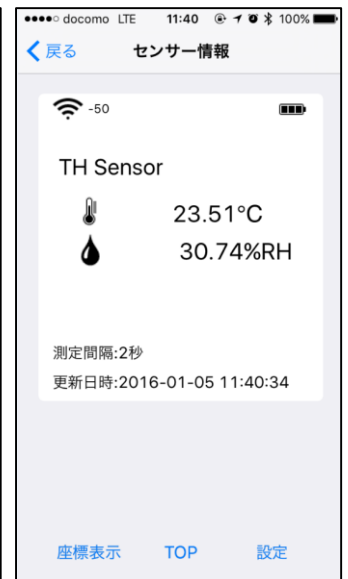 docomo LTE 11:40 100%
戻る センサー情報
-50
TH Sensor
23.51°C
30.74%RH
測定間隔:2秒
更新日時:2016-01-05 11:40:34
座標表示 TOP 設定